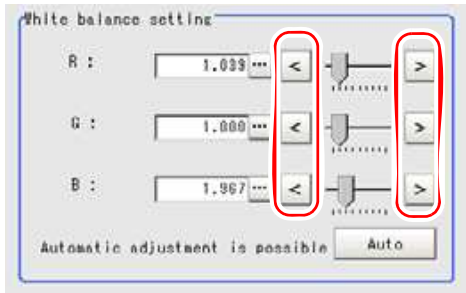 White balance setting
R : 1.039 ... < >
G : 1.000 ... < >
B : 1.967 ... < >
Automatic adjustment is possible Auto